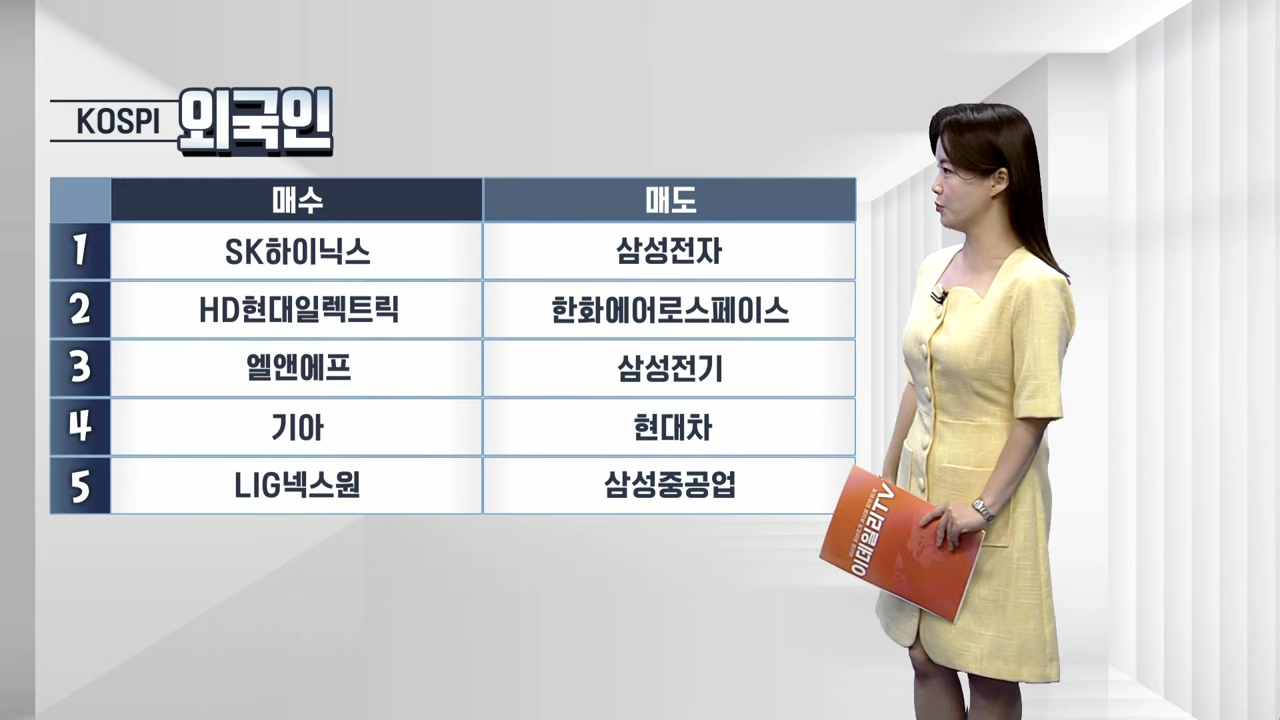 KOSPI 외국인
매수 매도
1 SK하이닉스 삼성전자
2 HD현대일렉트릭 한화에어로스페이스
3 엘앤에프 삼성전기
4 기아 현대차
5 LIG넥스원 삼성중공업
이데일리TV